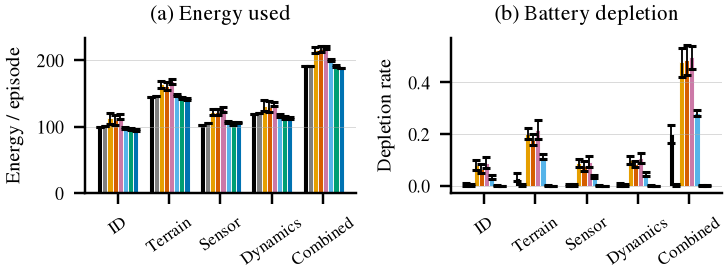 (a) Energy used
Energy / episode
200
100
0
ID
Terrain
Sensor
Dynamics
Combined
(b) Battery depletion
Depletion rate
0.4
0.2
0.0
ID
Terrain
Sensor
Dynamics
Combined